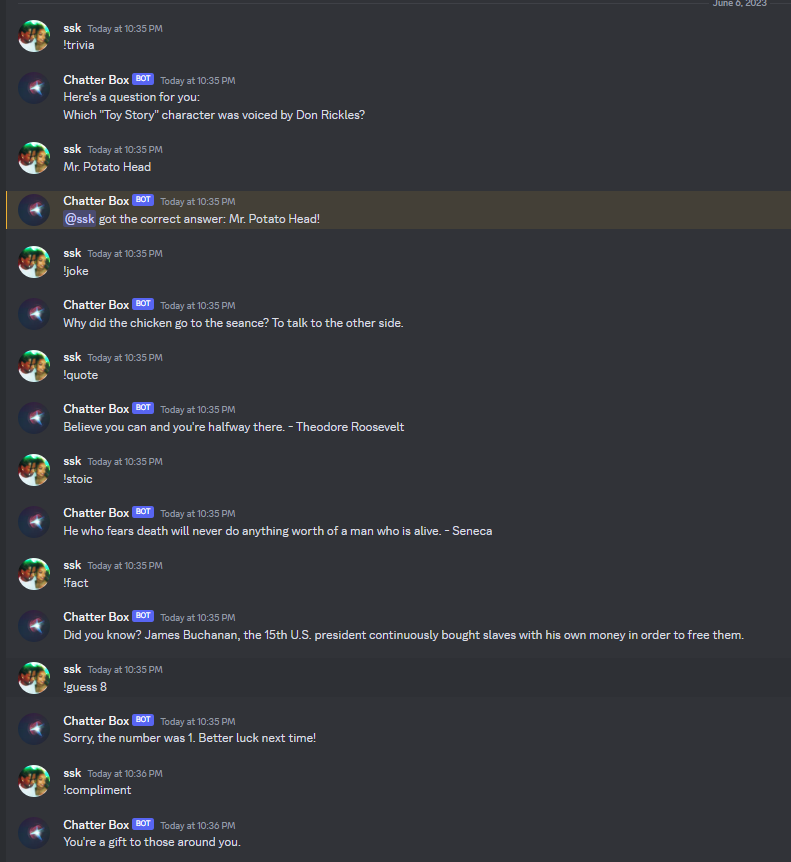 June 6, 2023
ssk Today at 10:35 PM
!trivia
Chatter Box BOT Today at 10:35 PM
Here's a question for you:
Which "Toy Story" character was voiced by Don Rickles?
ssk Today at 10:35 PM
Mr. Potato Head
Chatter Box BOT Today at 10:35 PM
@ssk got the correct answer: Mr. Potato Head!
ssk Today at 10:35 PM
!joke
Chatter Box BOT Today at 10:35 PM
Why did the chicken go to the seance? To talk to the other side.
ssk Today at 10:35 PM
!quote
Chatter Box BOT Today at 10:35 PM
Believe you can and you're halfway there. - Theodore Roosevelt
ssk Today at 10:35 PM
!stoic
Chatter Box BOT Today at 10:35 PM
He who fears death will never do anything worth of a man who is alive. - Seneca
ssk Today at 10:35 PM
!fact
Chatter Box BOT Today at 10:35 PM
Did you know? James Buchanan, the 15th U.S. president continuously bought slaves with his own money in order to free them.
ssk Today at 10:35 PM
!guess 8
Chatter Box BOT Today at 10:35 PM
Sorry, the number was 1. Better luck next time!
ssk Today at 10:36 PM
!compliment
Chatter Box BOT Today at 10:36 PM
You're a gift to those around you.